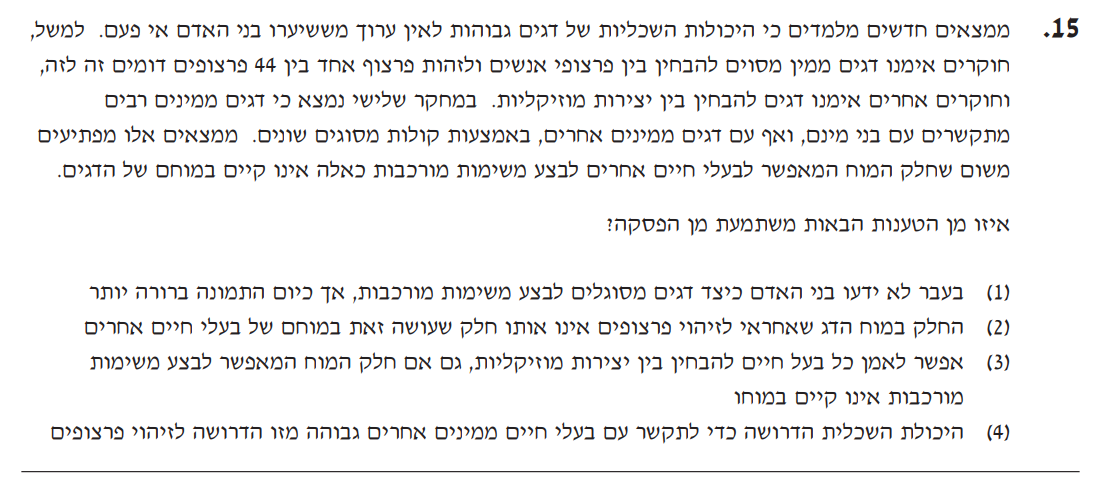 15. ממצאים חדשים מלמדים כי היכולות השכליות של דגים גבוהות לאין ערוך מששיערו בני האדם אי פעם. למשל,
חוקרים אימנו דגים ממין מסוים להבחין בין פרצופי אנשים ולזהות פרצוף אחד בין 44 פרצופים דומים זה לזה,
וחוקרים אחרים אימנו דגים להבחין בין יצירות מוזיקליות. במחקר שלישי נמצא כי דגים ממינים רבים
מתקשרים עם בני מינם, ואף עם דגים ממינים אחרים, באמצעות קולות מסוגים שונים. ממצאים אלו מפתיעים
משום שחלק המוח המאפשר לבעלי חיים אחרים לבצע משימות מורכבות כאלה אינו קיים במוחם של הדגים.
איזו מן הטענות הבאות משתמעת מן הפסקה?
(1) בעבר לא ידעו בני האדם כיצד דגים מסוגלים לבצע משימות מורכבות, אך כיום התמונה ברורה יותר
(2) החלק במוח הדג שאחראי לזיהוי פרצופים אינו אותו חלק שעושה זאת במוחם של בעלי חיים אחרים
(3) אפשר לאמן כל בעל חיים להבחין בין יצירות מוזיקליות, גם אם חלק המוח המאפשר לבצע משימות
מורכבות אינו קיים במוחו
(4) היכולת השכלית הדרושה כדי לתקשר עם בעלי חיים ממינים אחרים גבוהה מזו הדרושה לזיהוי פרצופים